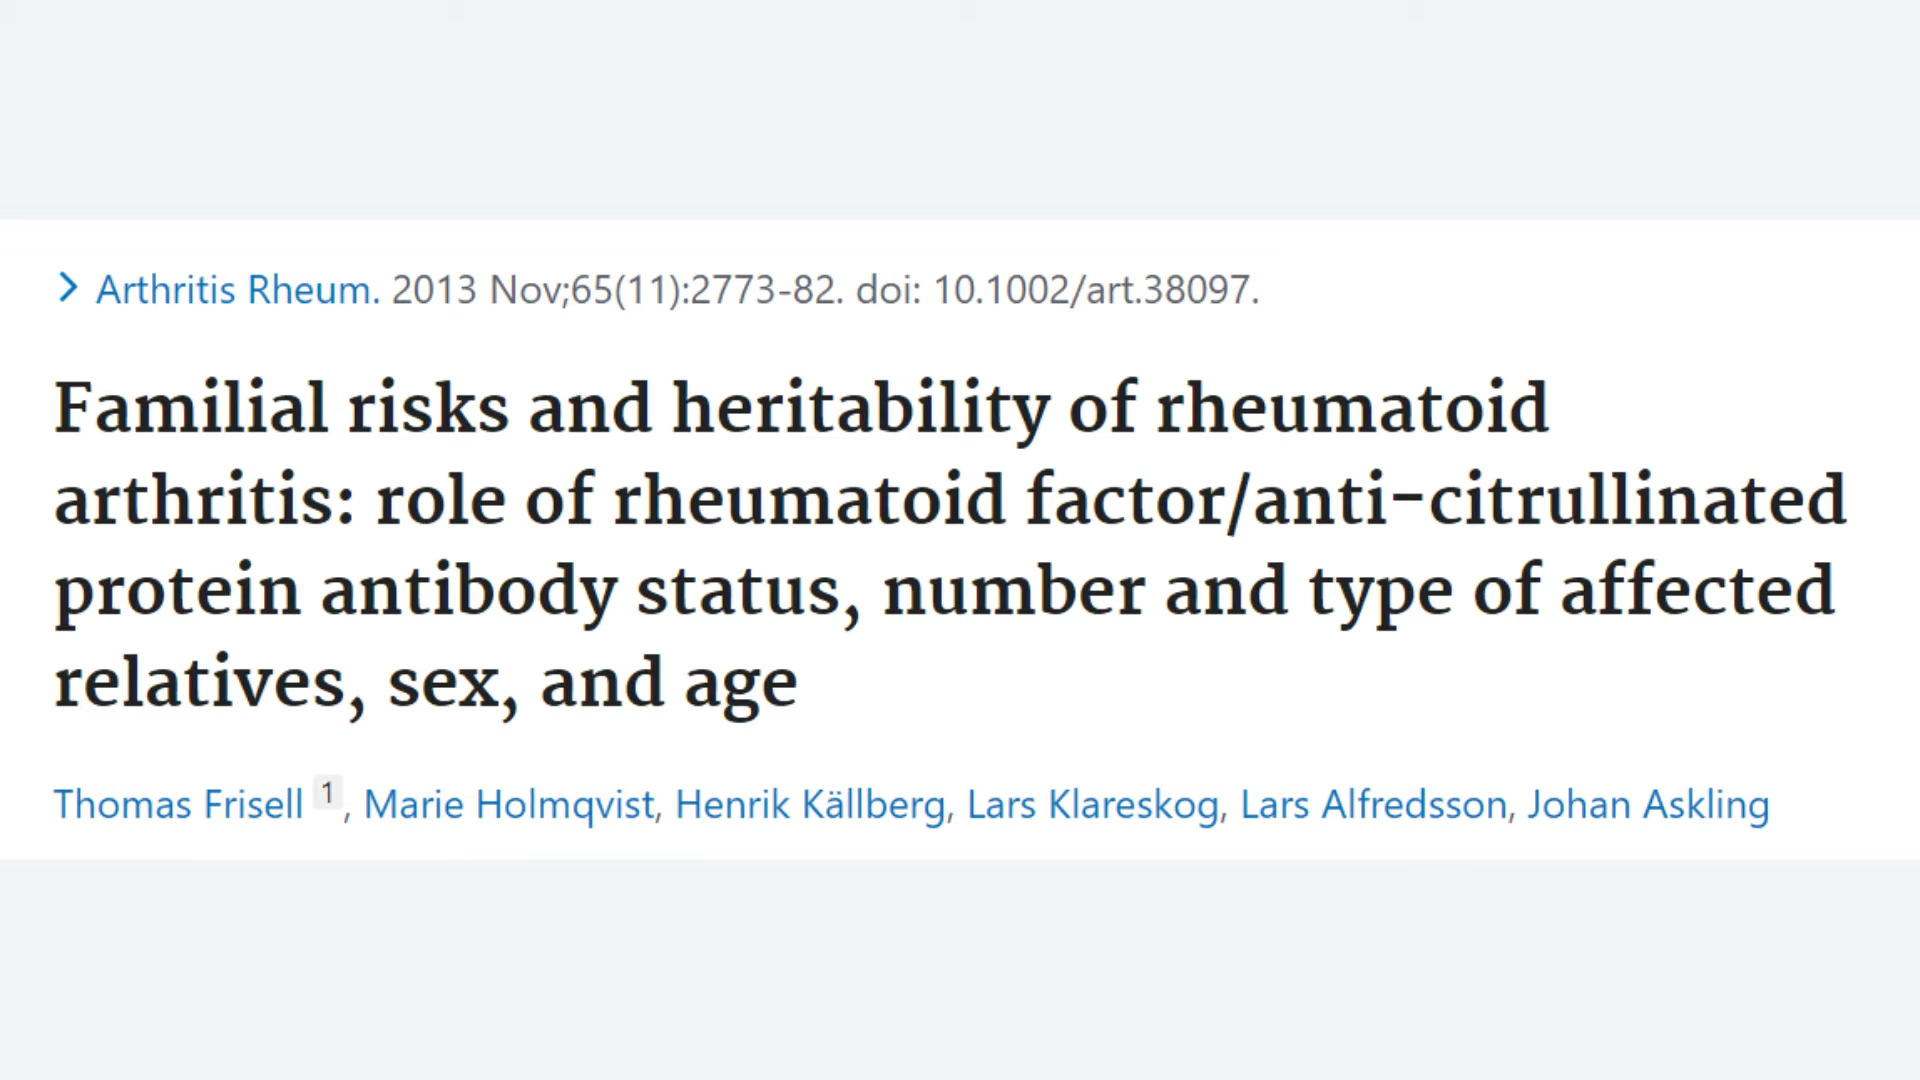 Arthritis Rheum. 2013 Nov;65(11):2773-82. doi: 10.1002/art.38097.
Familial risks and heritability of rheumatoid
arthritis: role of rheumatoid factor/anti-citrullinated
protein antibody status, number and type of affected
relatives, sex, and age
Thomas Frisell 1, Marie Holmqvist, Henrik Källberg, Lars Klareskog, Lars Alfredsson, Johan Askling